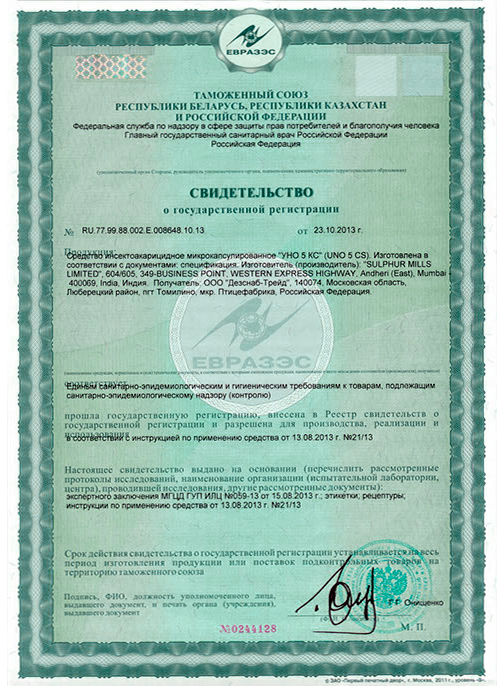 ЕВРАЗЭС
ТАМОЖЕННЫЙ СОЮЗ
РЕСПУБЛИКИ БЕЛАРУСЬ, РЕСПУБЛИКИ КАЗАХСТАН
И РОССИЙСКОЙ ФЕДЕРАЦИИ
Федеральная служба по надзору в сфере защиты прав потребителей и благополучия человека
Главный государственный санитарный врач Российской Федерации
Российская Федерация
(уполномоченный орган Стороны, руководитель уполномоченного органа, наименование административно-территориального образования)
СВИДЕТЕЛЬСТВО
о государственной регистрации
№ RU.77.99.88.002.Е.008648.10.13 от 23.10.2013 г.
Продукция:
Средство инсектоакарицидное микрокапсулированное "УНО 5 КС" (UNO 5 CS). Изготовлена в
соответствии с документами: спецификация. Изготовитель (производитель): "SULPHUR MILLS
LIMITED", 604/605, 349-BUSINESS POINT, WESTERN EXPRESS HIGHWAY, Andheri (East), Mumbai -
400069, India, Индия. Получатель: ООО "Дезснаб-Трейд", 140074, Московская область,
Люберецкий район, пгт Томилино, мкр. Птицефабрика, Российская Федерация.
ЕВРАЗЭС
соответствует
Единым санитарно-эпидемиологическим и гигиеническим требованиям к товарам, подлежащим
санитарно-эпидемиологическому надзору (контролю)
прошла государственную регистрацию, внесена в Реестр свидетельств о
государственной регистрации и разрешена для производства, реализации и
использования
в соответствии с инструкцией по применению средства от 13.08.2013 г. №21/13
Настоящее свидетельство выдано на основании (перечислить рассмотренные
протоколы исследований, наименование организации (испытательной лаборатории,
центра), проводившей исследования, другие рассмотренные документы):
экспертного заключения МГЦД ГУП ИЛЦ №059-13 от 15.08.2013 г.; этикетки; рецептуры;
инструкции по применению средства от 13.08.2013 г. №21/13
Срок действия свидетельства о государственной регистрации устанавливается на весь
период изготовления продукции или поставок подконтрольных товаров на
территорию таможенного союза
Подпись, ФИО, должность уполномоченного лица,
выдавшего документ, и печать органа (учреждения),
выдавшего документ
Г.Г. Онищенко
№0244128
М. П.
© ЗАО «Первый печатный двор», г. Москва, 2011 г., уровень «В».